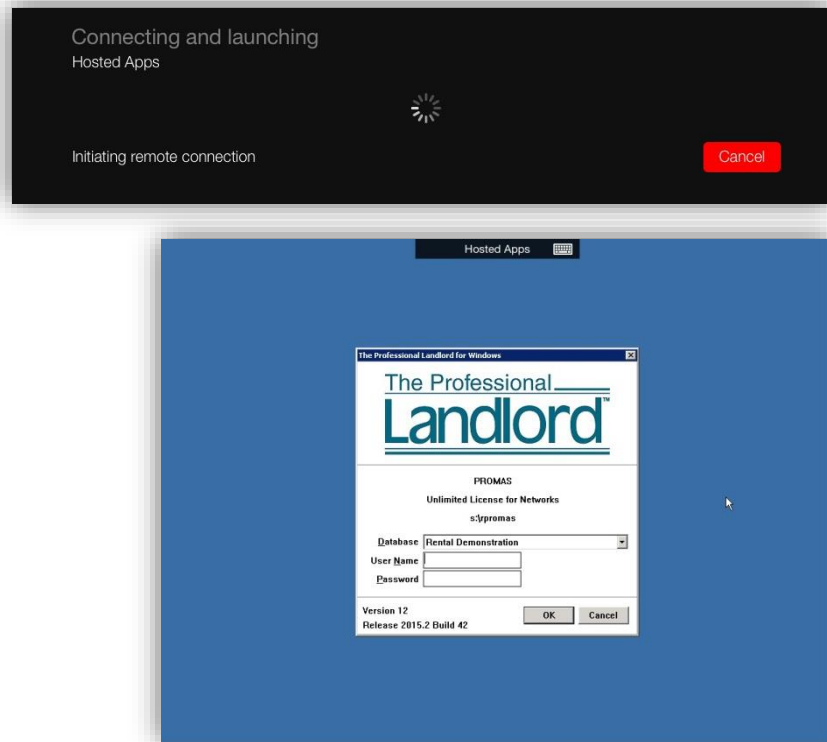 Connecting and launching
Hosted Apps
Initiating remote connection
Cancel
Hosted Apps
The Professional Landlord for Windows
The Professional
Landlord™
PROMAS
Unlimited License for Networks
s:\rpromas
Database Rental Demonstration
User Name
Password
Version 12
Release 2015.2 Build 42
OK Cancel